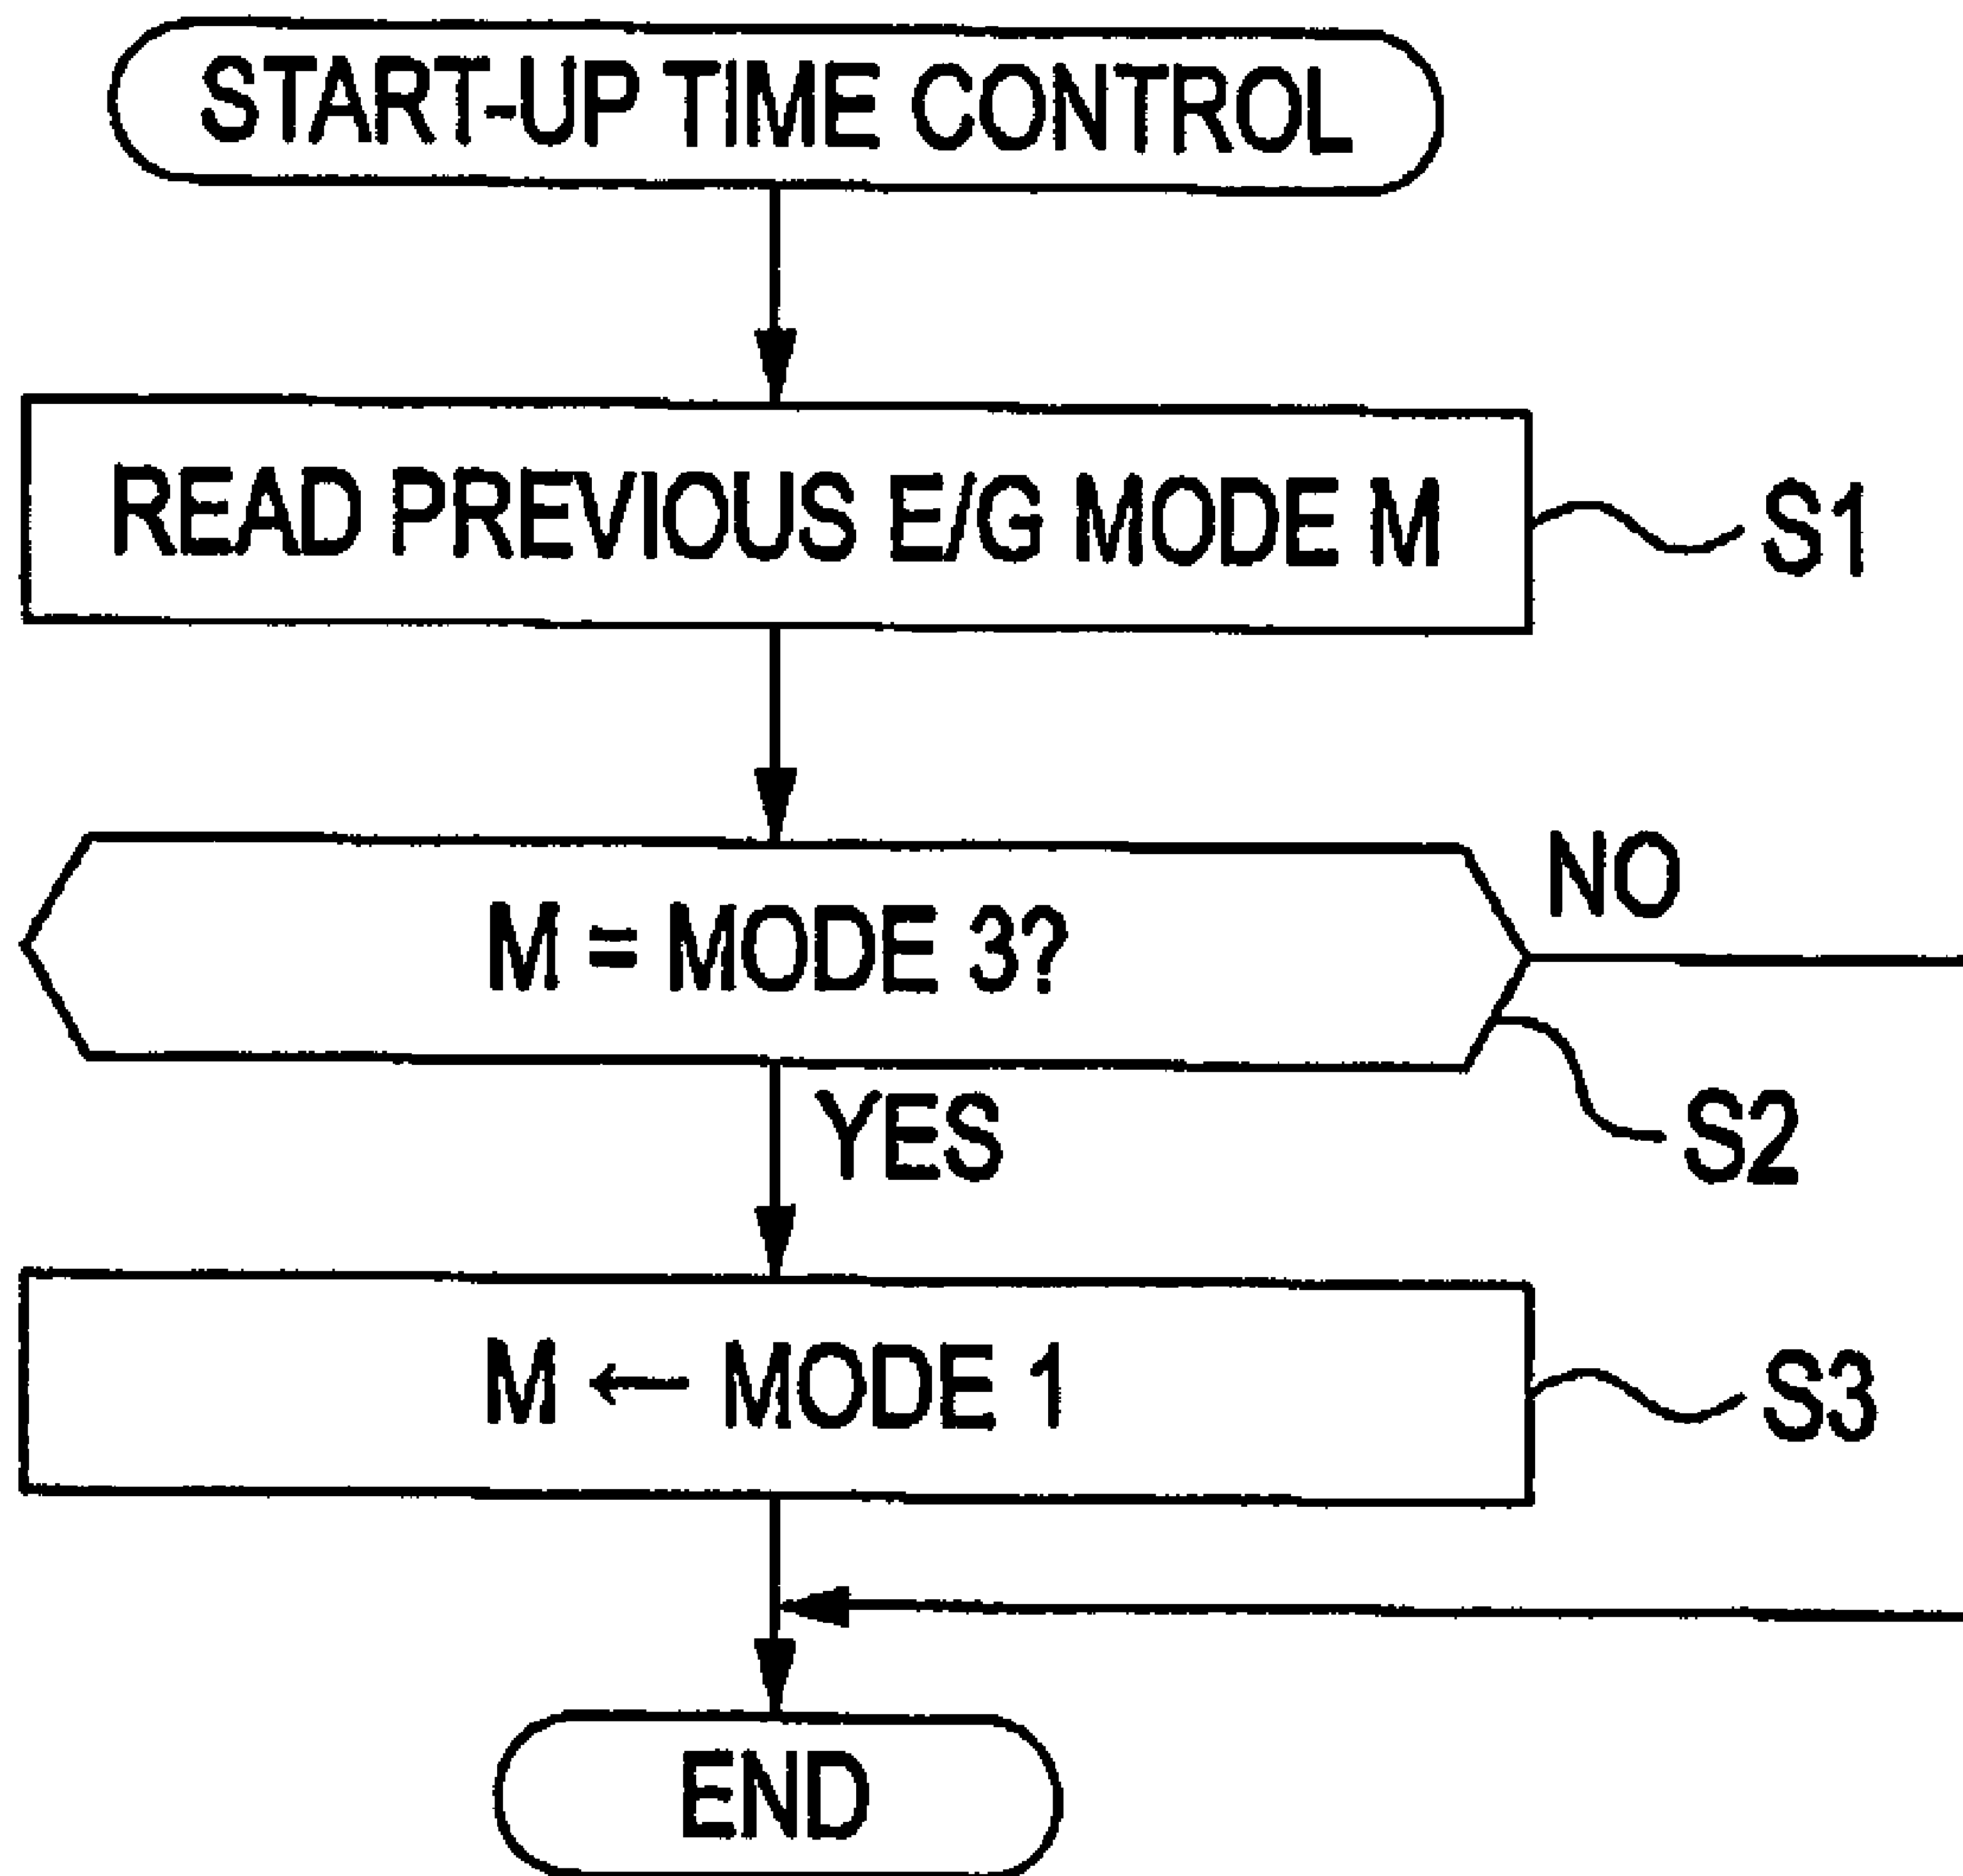 START-UP TIME CONTROL
READ PREVIOUS E/G MODE M
S1
M = MODE 3?
NO
S2
YES
M ← MODE 1
S3
END